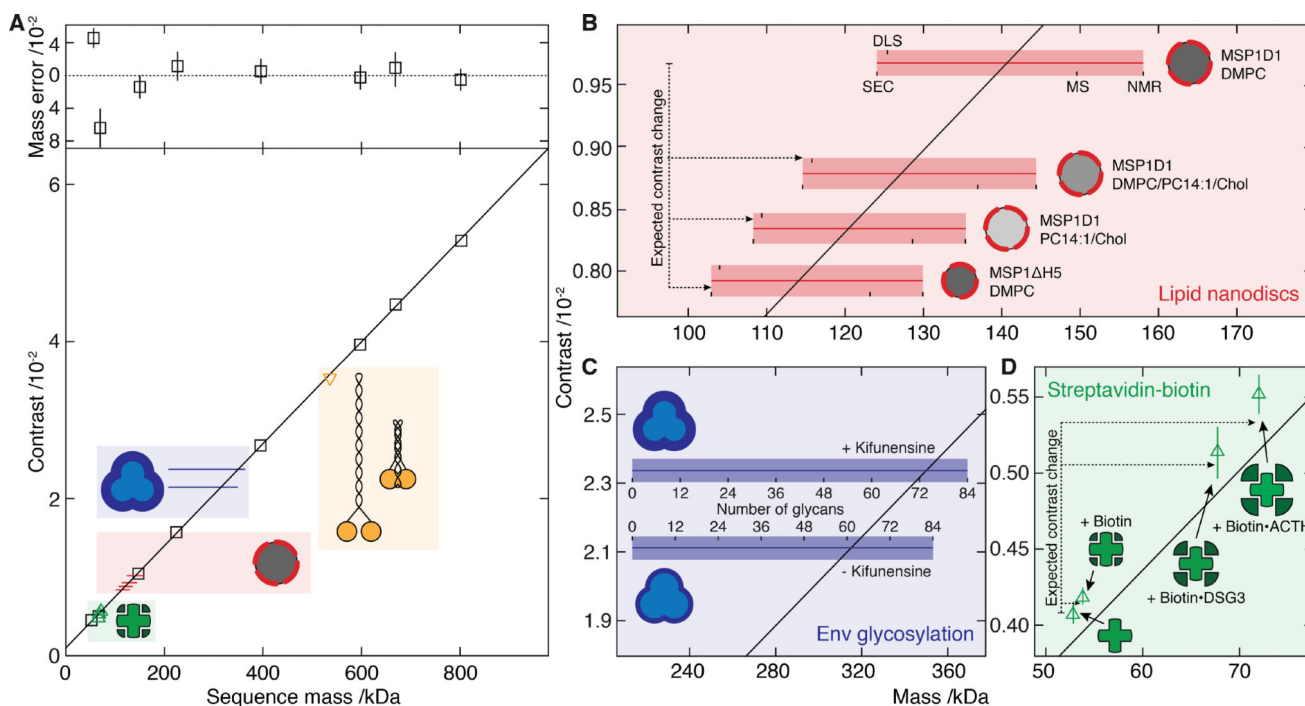 A
Mass error /10-2
4
0
4
8
Contrast /10-2
6
4
2
0
0 200 400 600 800
Sequence mass /kDa
B
Contrast /10-2
0.95
0.90
0.85
0.80
Expected contrast change
DLS
SEC MS NMR
MSP1D1
DMPC
MSP1D1
DMPC/PC14:1/Chol
MSP1D1
PC14:1/Chol
MSP1ΔH5
DMPC
Lipid nanodiscs
100 110 120 130 140 150 160 170
C
2.5
2.3
2.1
1.9
+ Kifunensine
0 12 24 36 48 60 72 84
Number of glycans
0 12 24 36 48 60 72 84
- Kifunensine
Env glycosylation
240 280 320 360
Mass /kDa
D
Streptavidin-biotin
0.55
0.50
0.45
0.40
Expected contrast change
+ Biotin
+ Biotin•ACTH
+ Biotin•DSG3
50 60 70